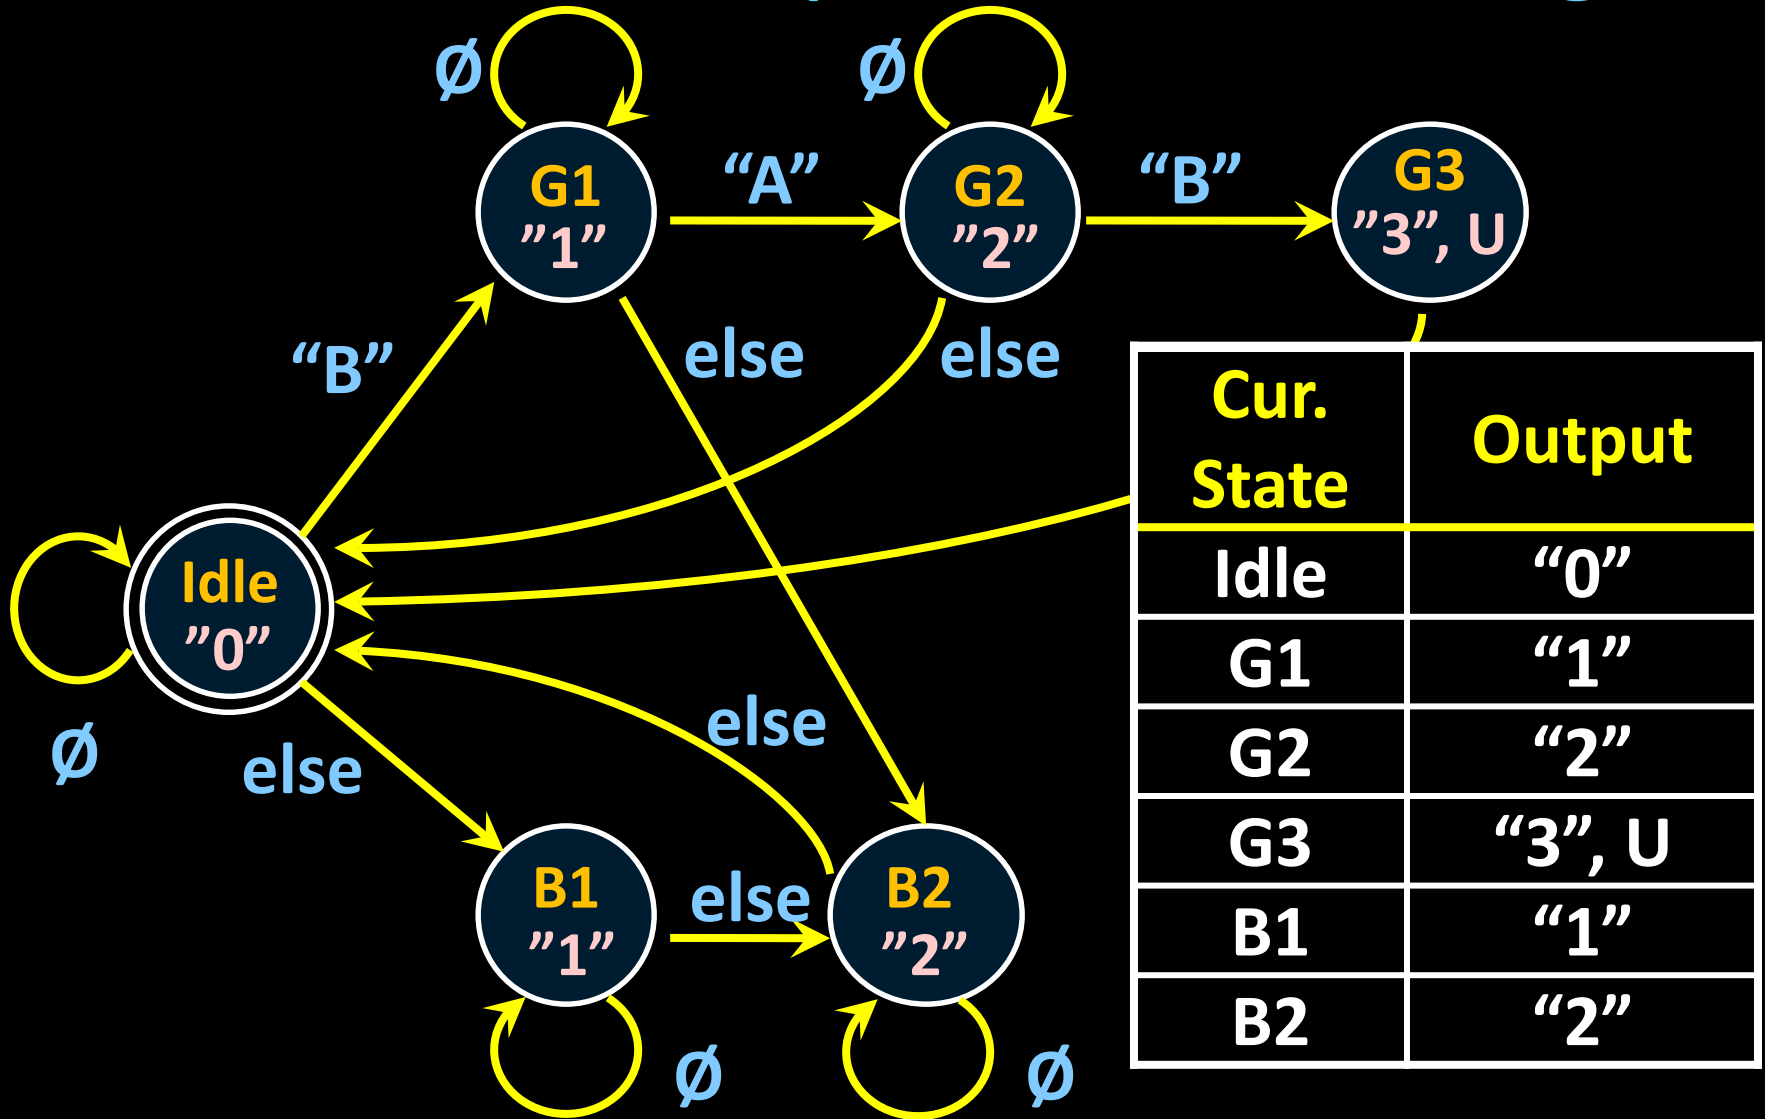 Ø
Ø
G1
”1”
“A”
G2
”2”
“B”
G3
”3”, U
“B”
else
else
Idle
”0”
Ø
else
else
B1
”1”
else
B2
”2”
Ø
Ø
Cur. State Output
Idle “0”
G1 “1”
G2 “2”
G3 “3”, U
B1 “1”
B2 “2”